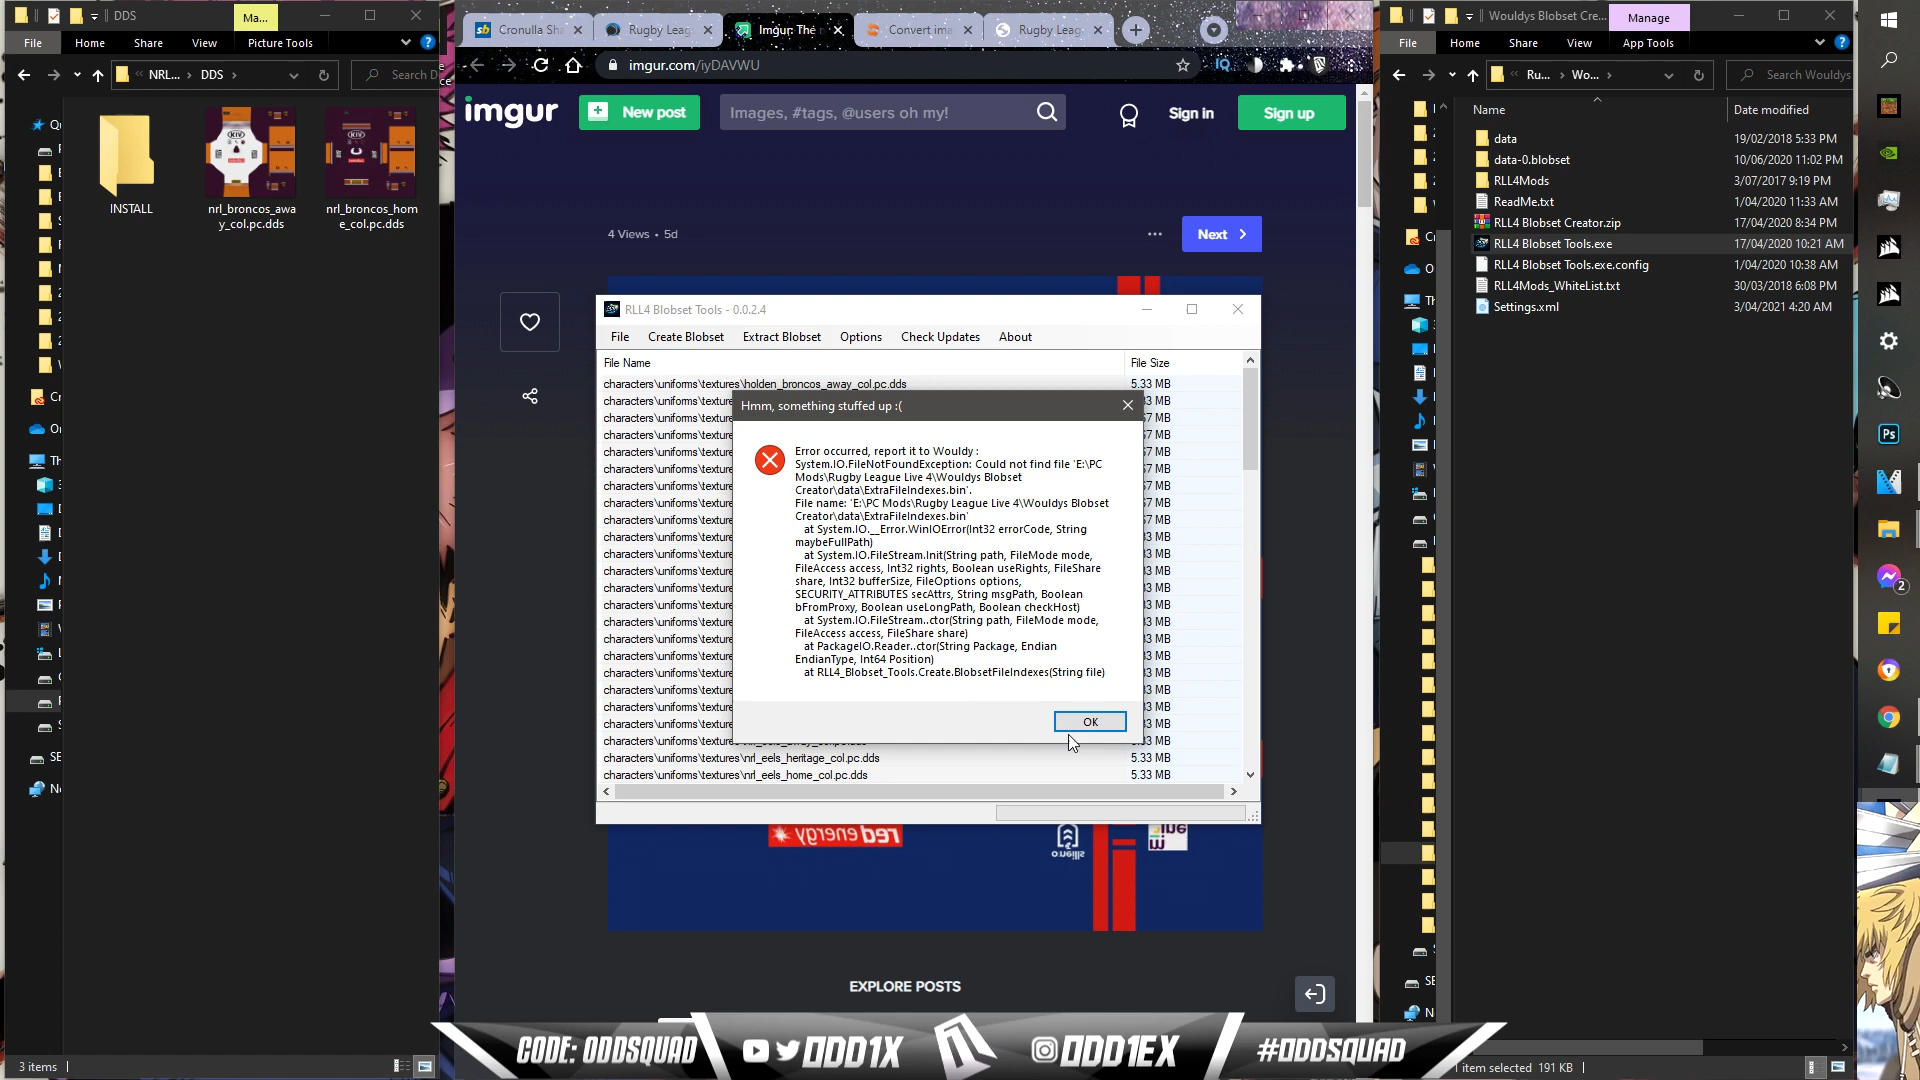 DDS
Ma...
File
Home
Share
View
Picture Tools
NRL...
DDS
Search D
INSTALL
nrl_broncos_awa
y_col.pc.dds
nrl_broncos_hom
e_col.pc.dds
3 items
Cronulla Sha
Rugby Leag
Imgur: The m
Convert ima
Rugby Leag
imgur.com/iyDAVWU
imgur
New post
Images, #tags, @users oh my!
Sign in
Sign up
4 Views • 5d
Next
RLL4 Blobset Tools - 0.0.2.4
File
Create Blobset
Extract Blobset
Options
Check Updates
About
File Name
File Size
characters\uniforms\textures\holden_broncos_away_col.pc.dds
5.33 MB
Hmm, something stuffed up :(
Error occurred, report it to Wouldy :
System.IO.FileNotFoundException: Could not find file 'E:\PC
Mods\Rugby League Live 4\Wouldys Blobset
Creator\data\ExtraFileIndexes.bin'.
File name: 'E:\PC Mods\Rugby League Live 4\Wouldys Blobset
Creator\data\ExtraFileIndexes.bin'
at System.IO.__Error.WinIOError(Int32 errorCode, String
maybeFullPath)
at System.IO.FileStream.Init(String path, FileMode mode,
FileAccess access, Int32 rights, Boolean useRights, FileShare
share, Int32 bufferSize, FileOptions options,
SECURITY_ATTRIBUTES secAttrs, String msgPath, Boolean
bFromProxy, Boolean useLongPath, Boolean checkHost)
at System.IO.FileStream..ctor(String path, FileMode mode,
FileAccess access, FileShare share)
at PackageIO.Reader..ctor(String Package, Endian
EndianType, Int64 Position)
at RLL4_Blobset_Tools.Create.BlobsetFileIndexes(String file)
OK
characters\uniforms\textures\nrl_eels_heritage_col.pc.dds
5.33 MB
characters\uniforms\textures\nrl_eels_home_col.pc.dds
5.33 MB
red energy
o'neills
EXPLORE POSTS
Wouldys Blobset Cre...
Manage
File
Home
Share
View
App Tools
Ru...
Wo...
Search Wouldys
Name
Date modified
data
19/02/2018 5:33 PM
data-0.blobset
10/06/2020 11:02 PM
RLL4Mods
3/07/2017 9:19 PM
ReadMe.txt
1/04/2020 11:33 AM
RLL4 Blobset Creator.zip
17/04/2020 8:34 PM
RLL4 Blobset Tools.exe
17/04/2020 10:21 AM
RLL4 Blobset Tools.exe.config
1/04/2020 10:38 AM
RLL4Mods_WhiteList.txt
30/03/2018 6:08 PM
Settings.xml
3/04/2021 4:20 AM
item selected 191 KB
Ps
2
CODE: ODDSQUAD
ODD1X
ODD1EX
#ODDSQUAD